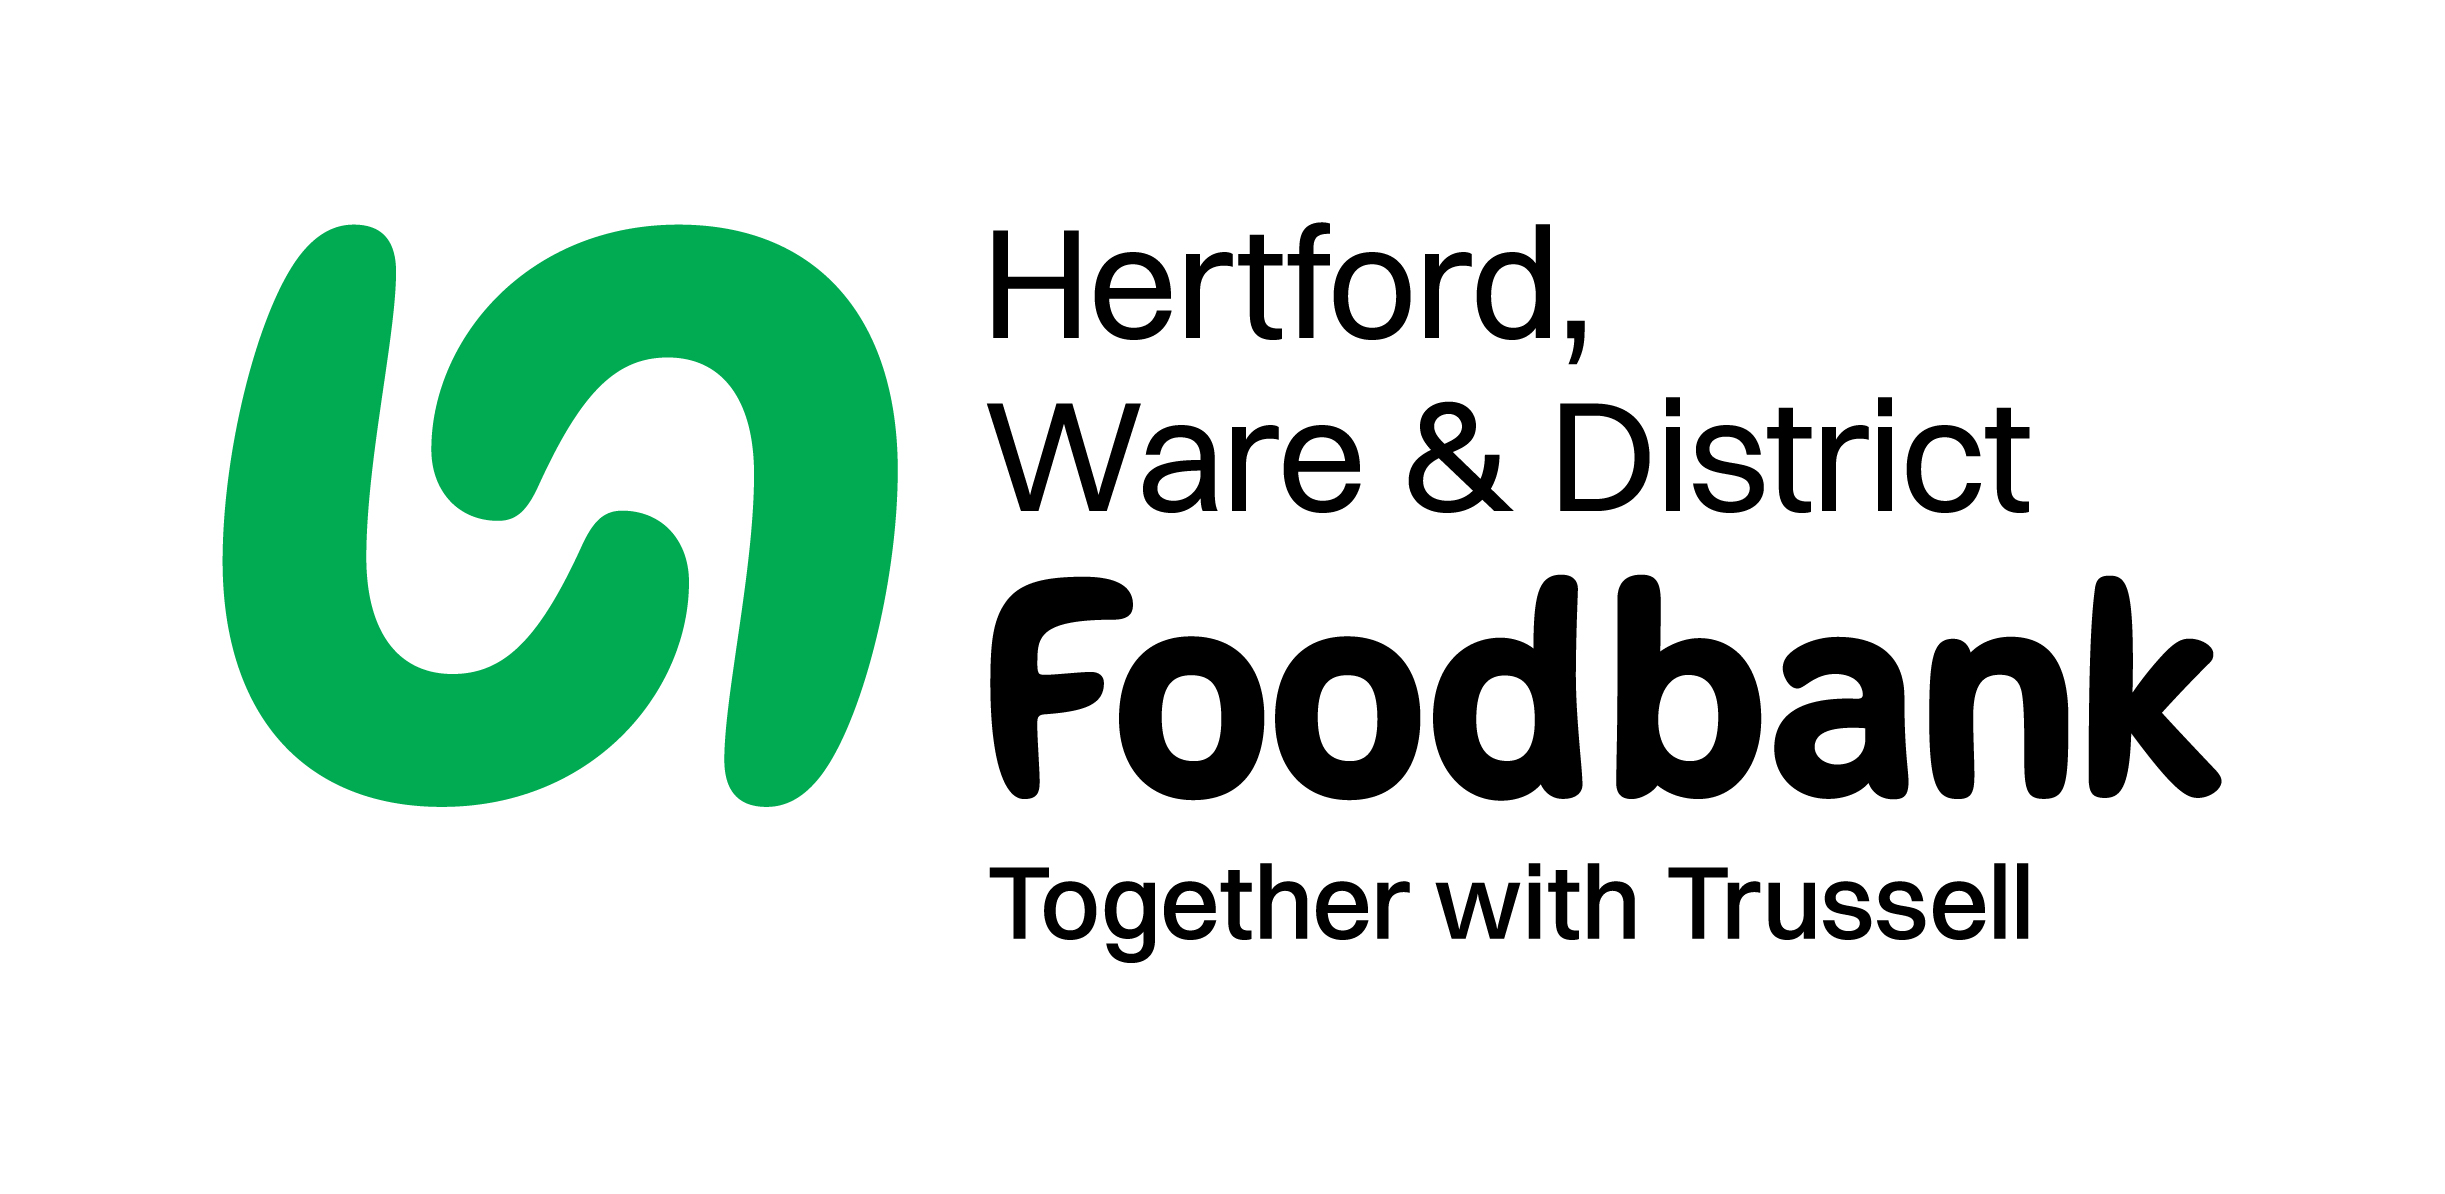 Hertford,
Ware & District
Foodbank
Together with Trussell